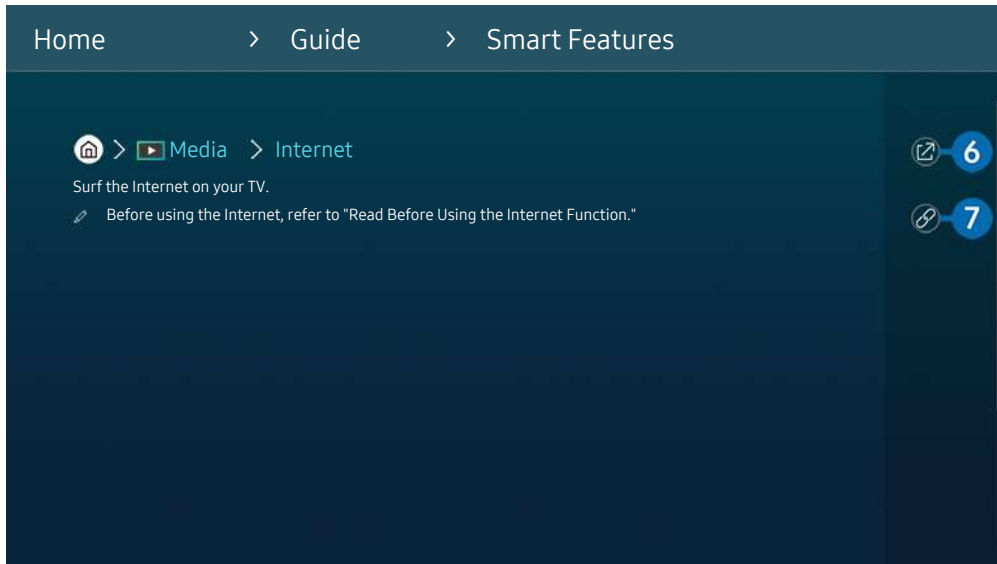 Home > Guide > Smart Features
> Media > Internet
6
Surf the Internet on your TV.
Before using the Internet, refer to "Read Before Using the Internet Function."
7